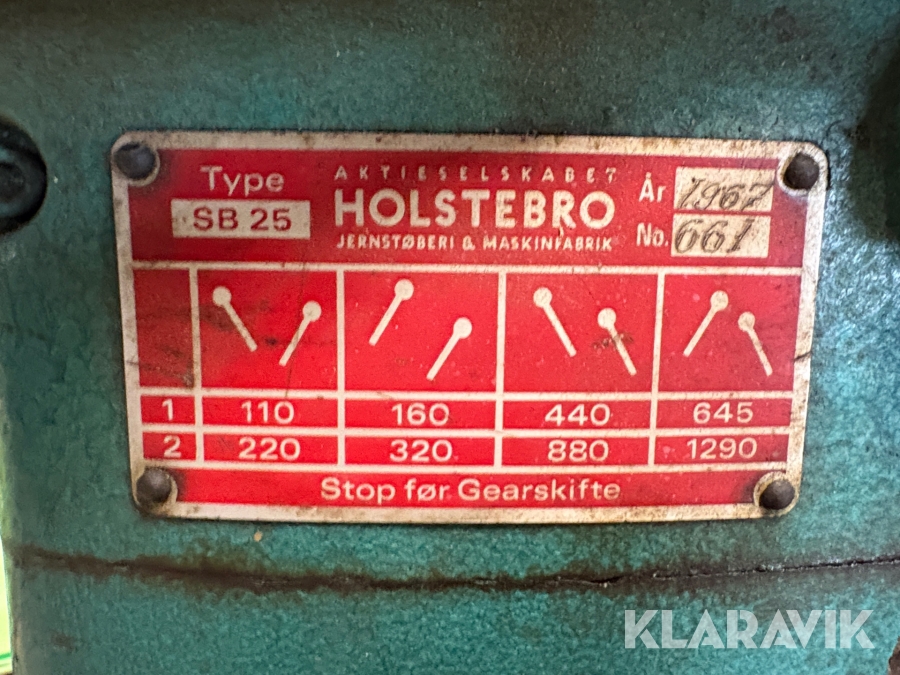 Type
SB 25
AKTIESELSKABET
HOLSTEBRO
JERNSTØBERI & MASKINFABRIK
År 1967
No. 661
1 110 160 440 645
2 220 320 880 1290
Stop før Gearskifte
KLARAVIK